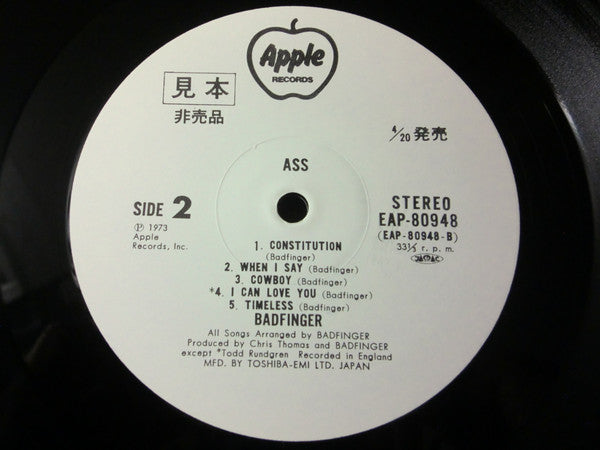 Apple
RECORDS
見本
非売品
4/20 発売
ASS
SIDE 2
Ⓟ 1973
Apple
Records, Inc.
STEREO
EAP-80948
(EAP-80948-B)
33⅓ r. p. m.
1. CONSTITUTION
(Badfinger)
2. WHEN I SAY (Badfinger)
3. COWBOY (Badfinger)
*4. I CAN LOVE YOU (Badfinger)
5. TIMELESS (Badfinger)
BADFINGER
All Songs Arranged by BADFINGER
Produced by Chris Thomas and BADFINGER
except *Todd Rundgren Recorded in England
MFD. BY TOSHIBA-EMI LTD. JAPAN